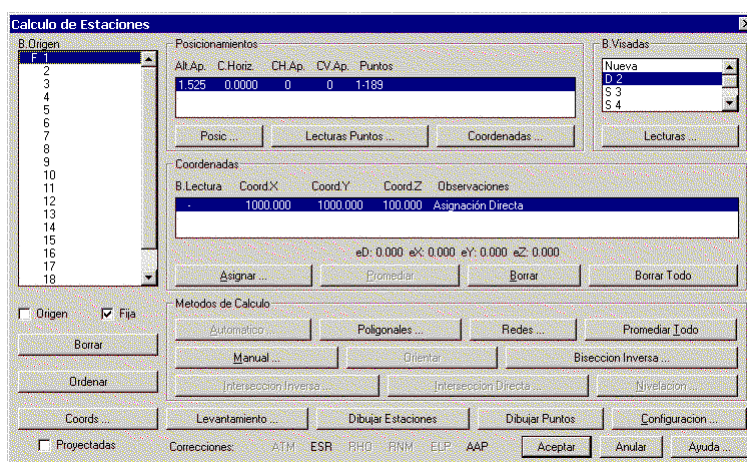 Calculo de Estaciones
B.Origen
F 1
2
3
4
5
6
7
8
9
10
11
12
13
14
15
16
17
18
Origen Fija
Borrar
Ordenar
Coords ...
Proyectadas
Posicionamientos
Alt.Ap. C.Horiz. CH.Ap. CV.Ap. Puntos
1.525 0.0000 0 0 1-189
Posic ... Lecturas Puntos ... Coordenadas ...
B.Visadas
Nueva
D 2
S 3
S 4
Lecturas ...
Coordenadas
B.Lectura Coord.X Coord.Y Coord.Z Observaciones
- 1000.000 1000.000 100.000 Asignación Directa
eD: 0.000 eX: 0.000 eY: 0.000 eZ: 0.000
Asignar ... Promediar Borrar Borrar Todo
Metodos de Calculo
Automatico ... Poligonales ... Redes ... Promediar Todo
Manual ... Orientar Biseccion Inversa ...
Interseccion Inversa ... Interseccion Directa ... Nivelacion ...
Levantamiento ... Dibujar Estaciones Dibujar Puntos Configuracion ...
Correcciones: ATM ESR RHO RNM ELP AAP Aceptar Anular Ayuda ...